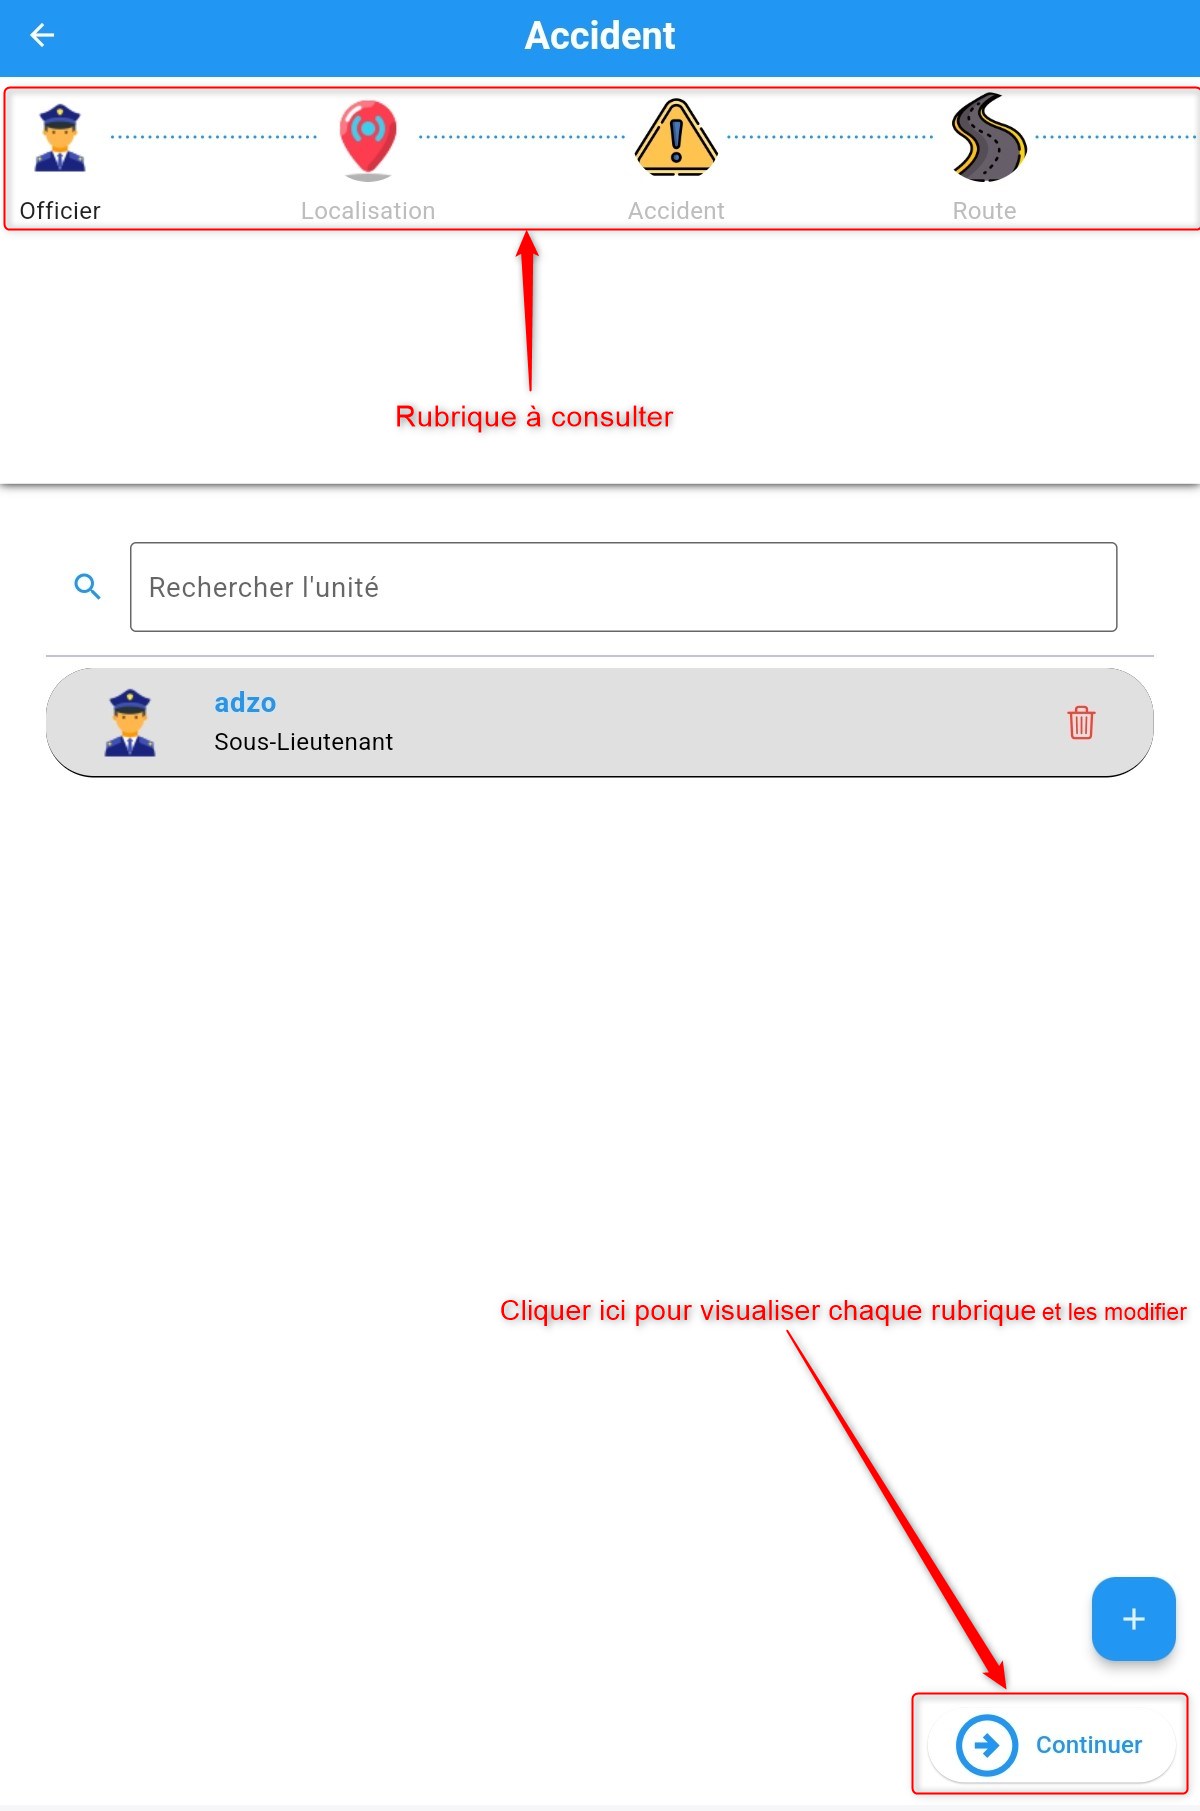 Accident
Officier
Localisation
Accident
Route
Rubrique à consulter
Rechercher l'unité
adzo
Sous-Lieutenant
Cliquer ici pour visualiser chaque rubrique et les modifier
+
Continuer